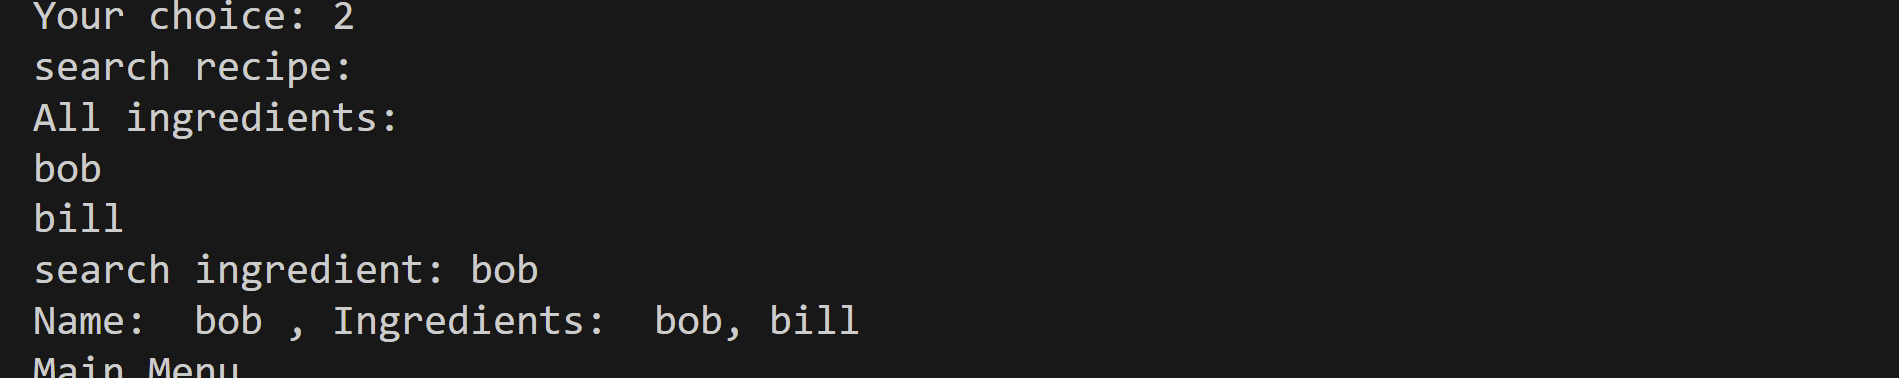 Your choice: 2
search recipe:
All ingredients:
bob
bill
search ingredient: bob
Name:  bob , Ingredients:  bob, bill
Main Menu